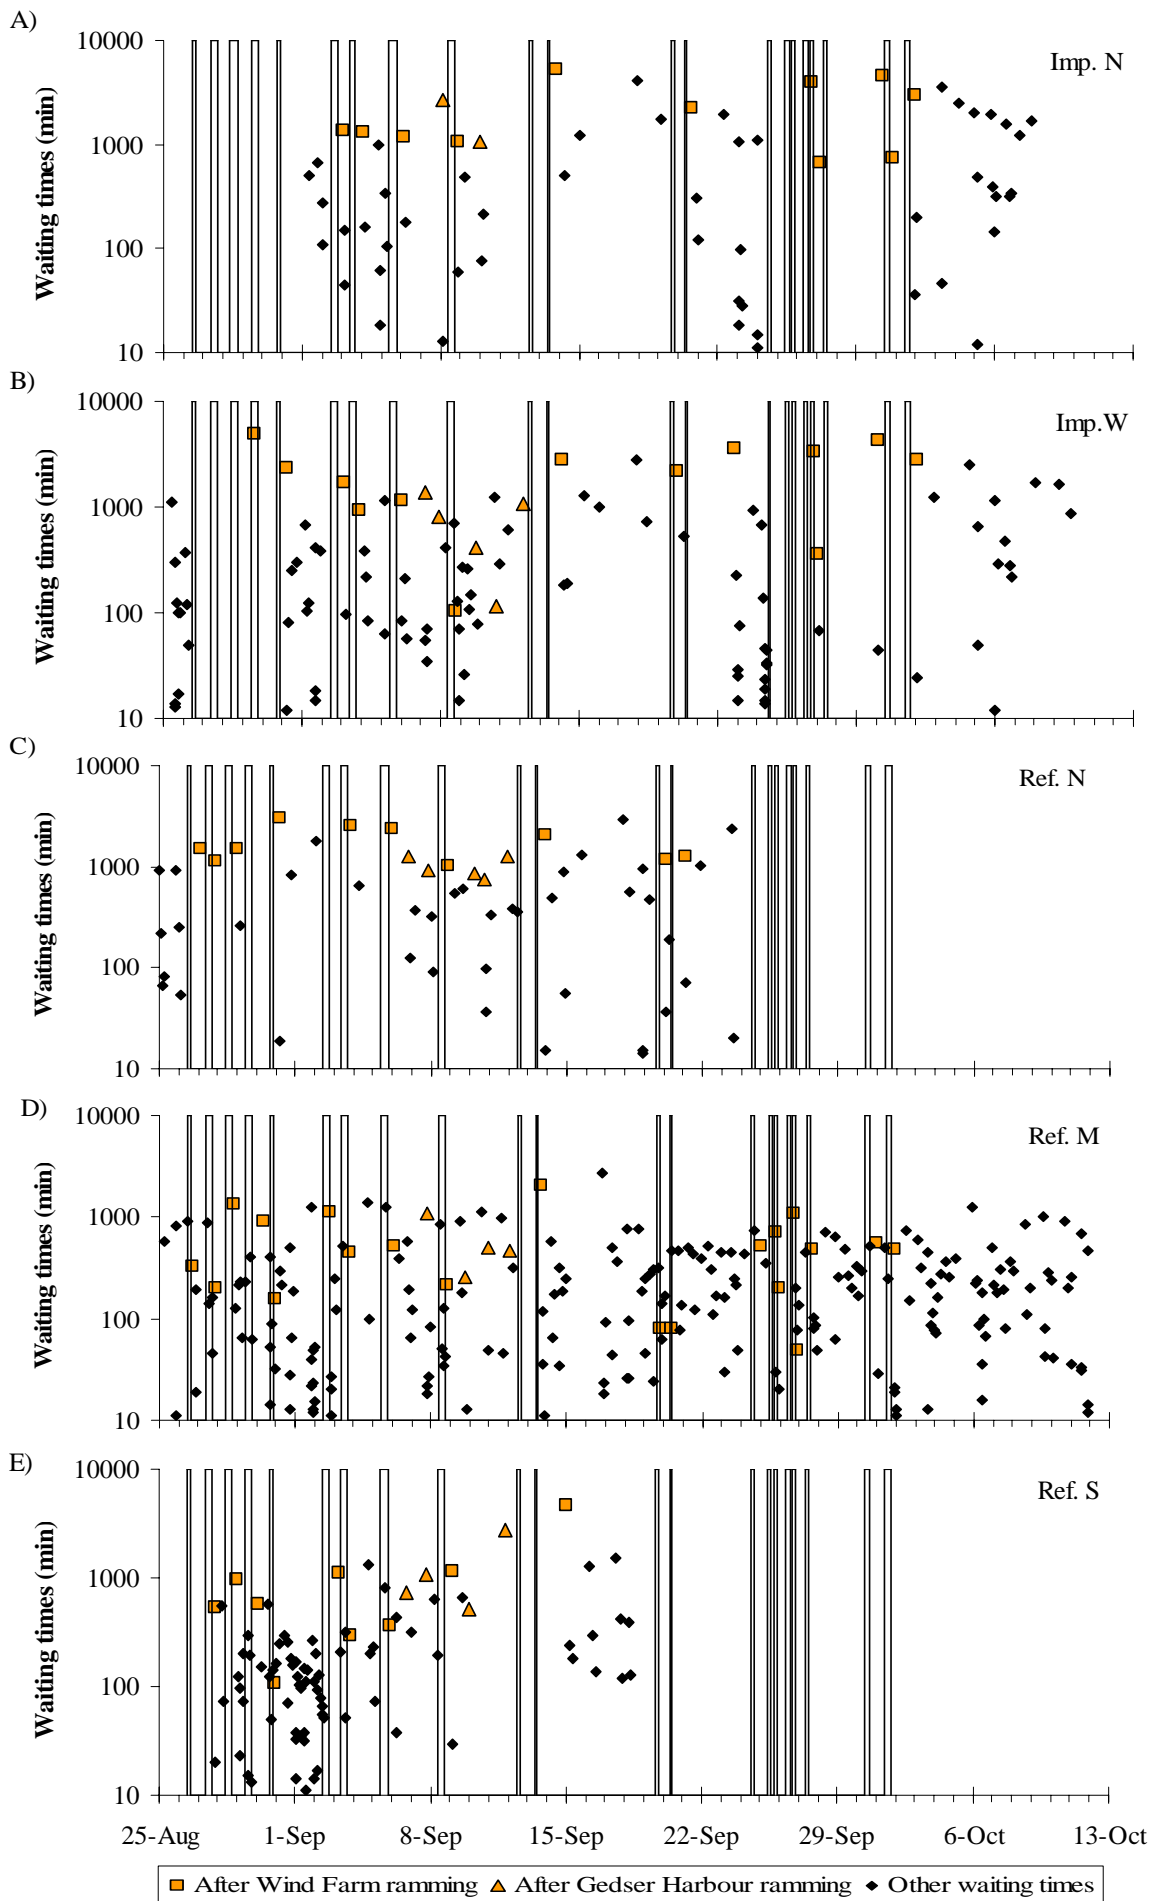 A)
10000
1000
100
10
Waiting times (min)
Imp. N
B)
10000
1000
100
10
Waiting times (min)
Imp.W
C)
10000
1000
100
10
Waiting times (min)
Ref. N
D)
10000
1000
100
10
Waiting times (min)
Ref. M
E)
10000
1000
100
10
Waiting times (min)
Ref. S
25-Aug 1-Sep 8-Sep 15-Sep 22-Sep 29-Sep 6-Oct 13-Oct
After Wind Farm ramming After Gedser Harbour ramming Other waiting times